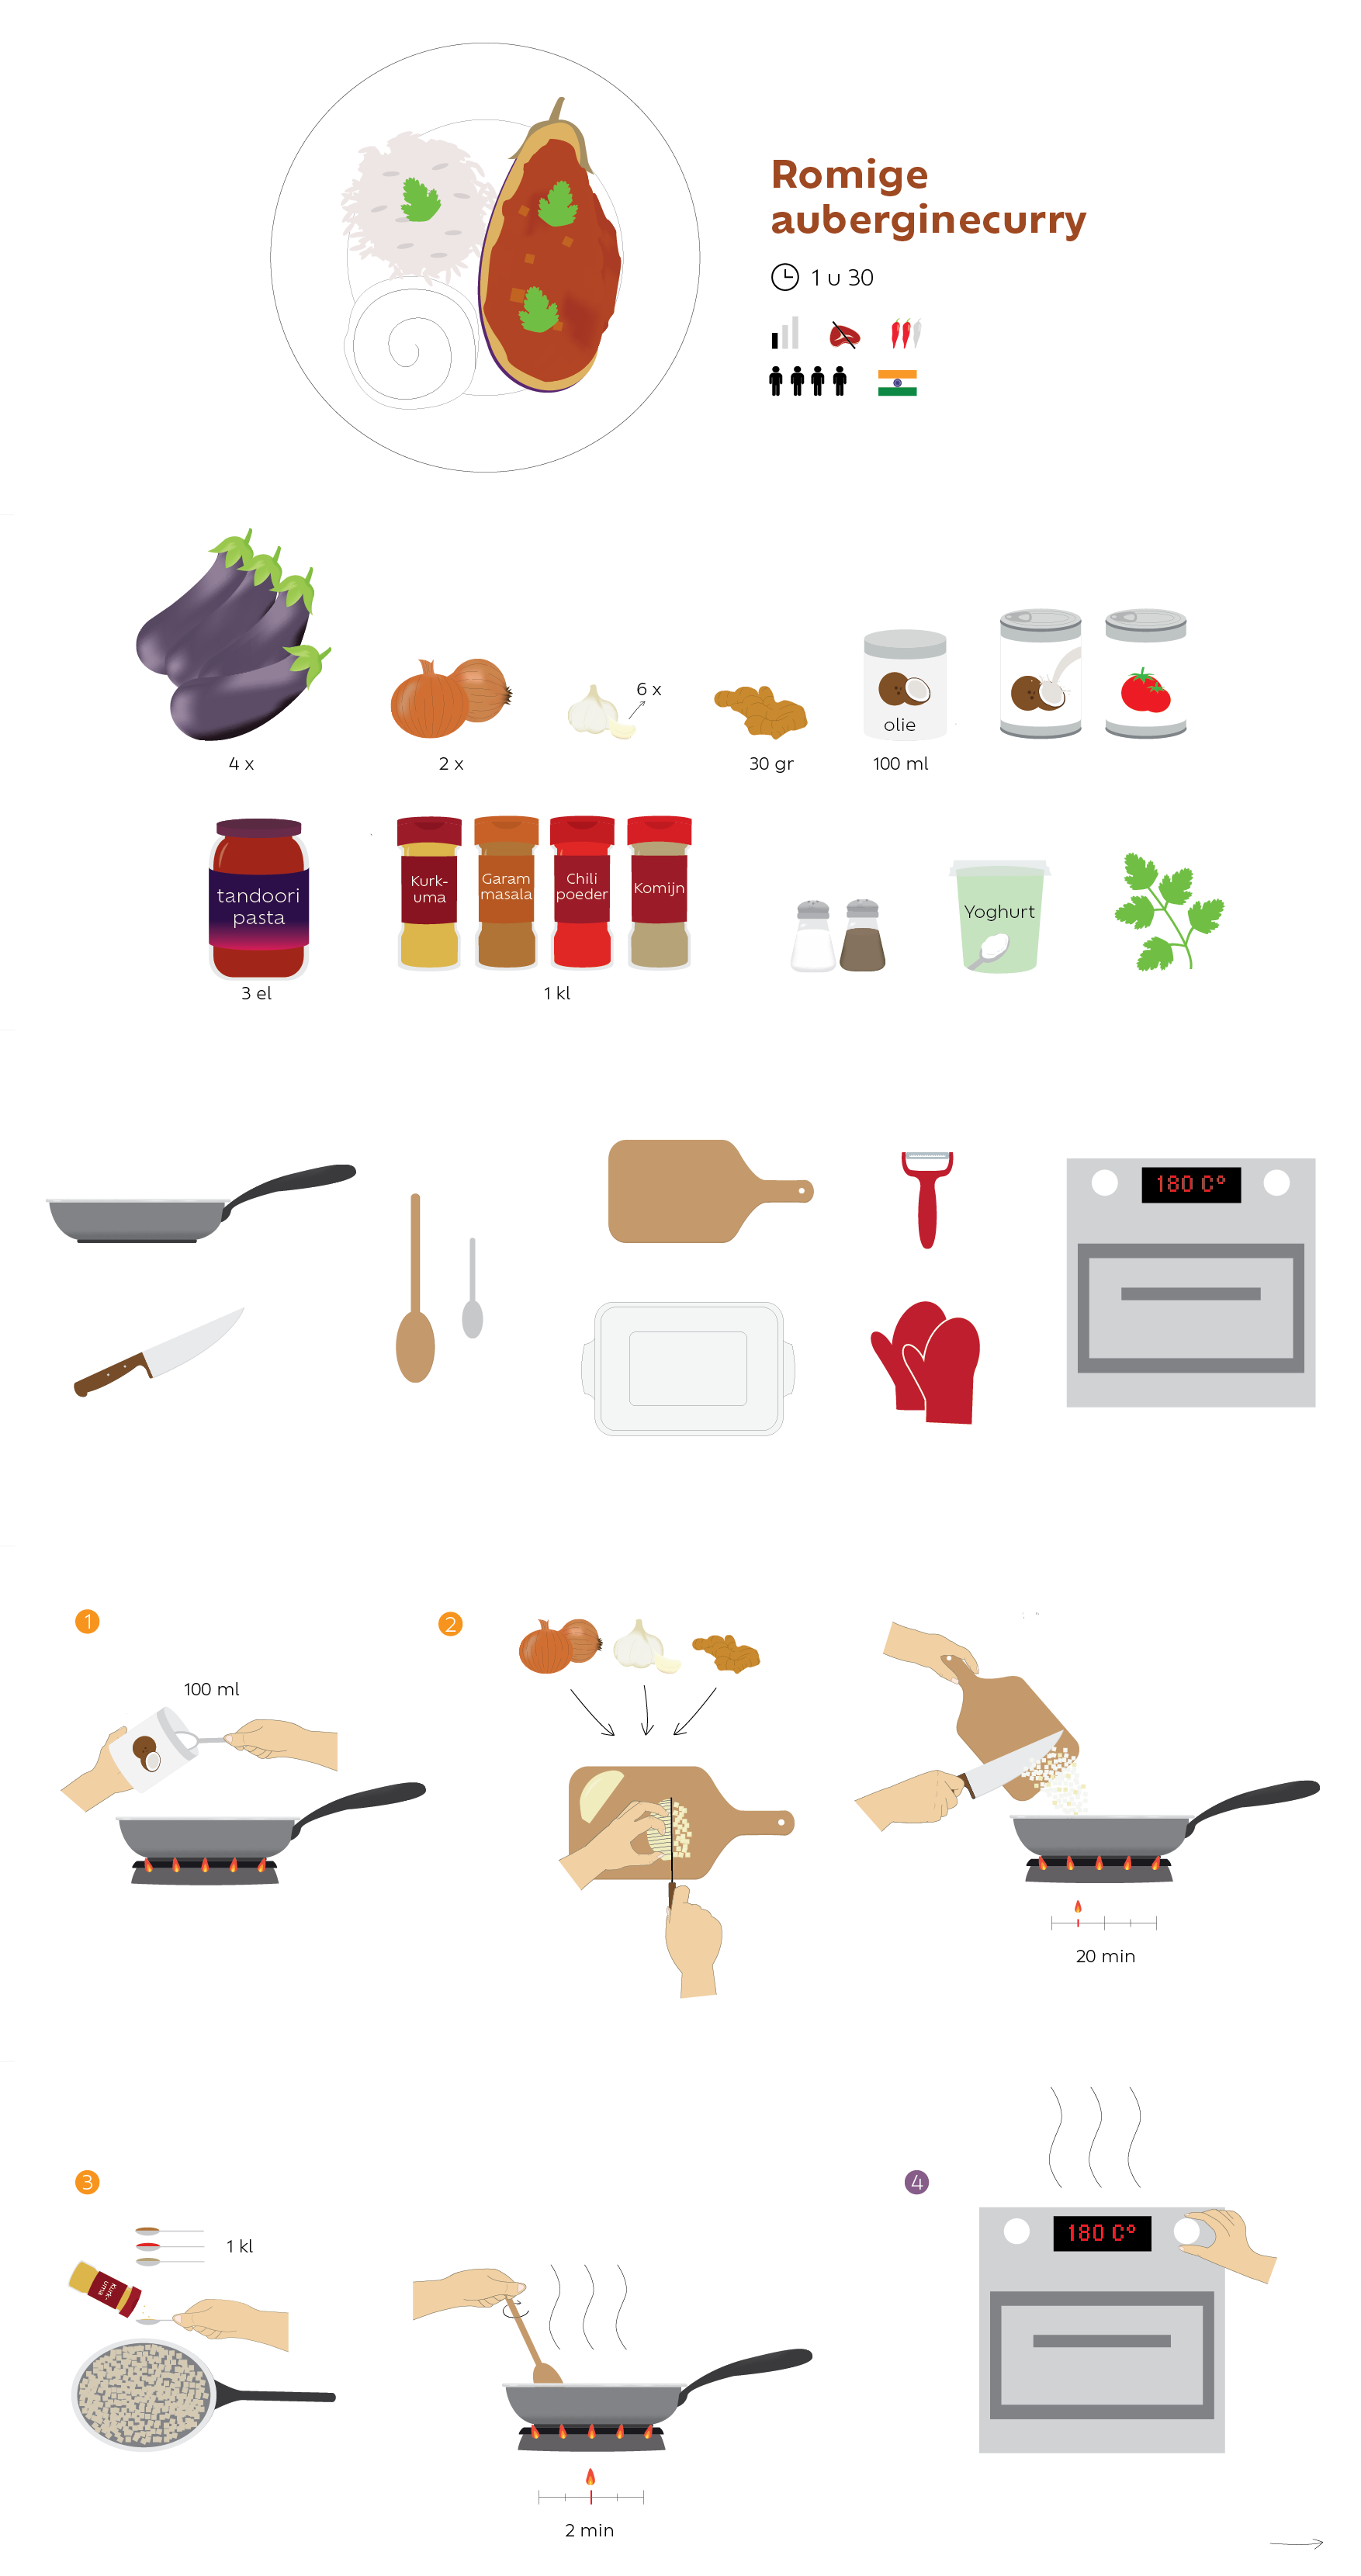 Romige
auberginecurry
1 u 30
6 x
olie
4 x
2 x
30 gr
100 ml
tandoori
pasta
Kurk-
uma
Garam
masala
Chili
poeder
Komijn
Yoghurt
3 el
1 kl
180 C°
1
2
100 ml
20 min
3
4
1 kl
Kurk-
uma
180 C°
2 min